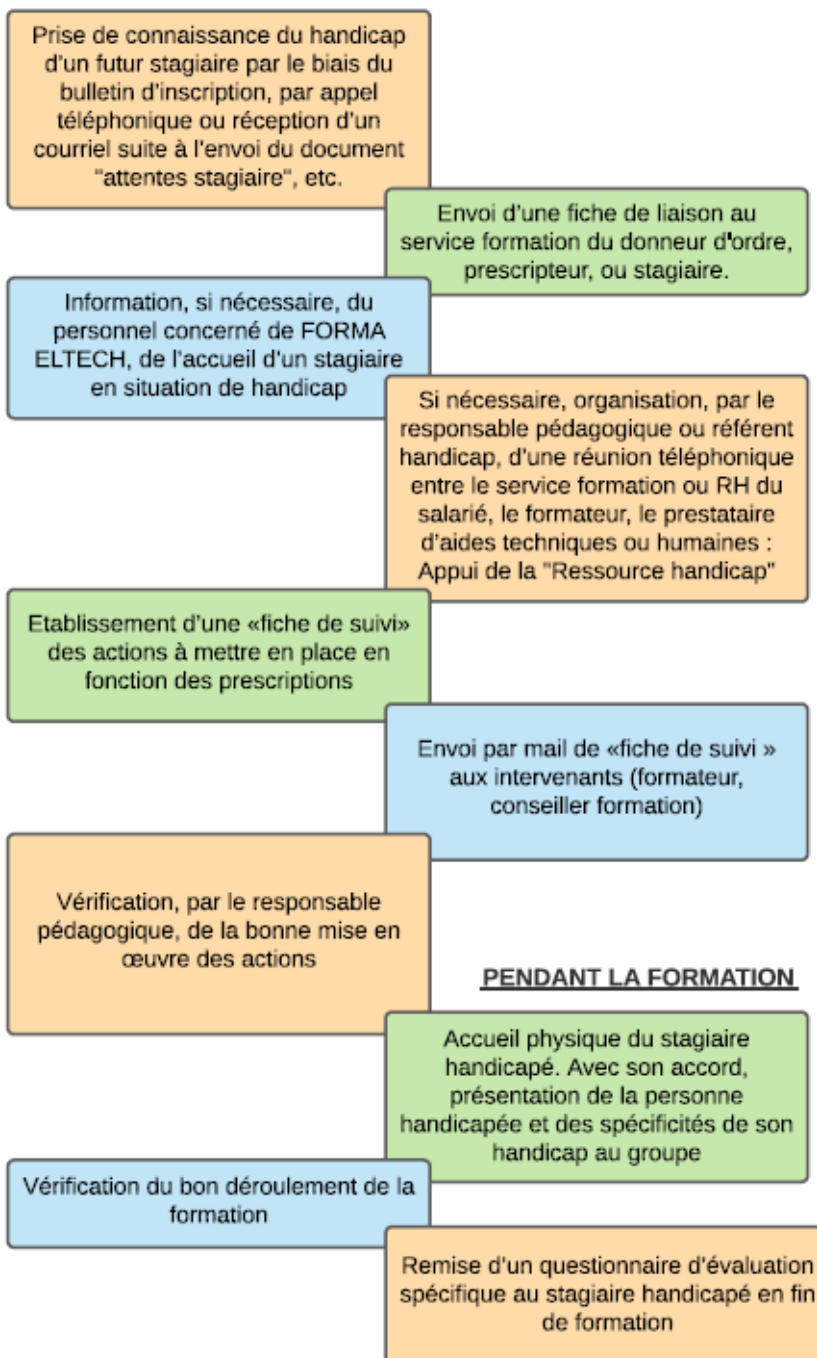 Prise de connaissance du handicap
d'un futur stagiaire par le biais du
bulletin d'inscription, par appel
téléphonique ou réception d'un
courriel suite à l'envoi du document
"attentes stagiaire", etc.
Envoi d'une fiche de liaison au
service formation du donneur d'ordre,
prescripteur, ou stagiaire.
Information, si nécessaire, du
personnel concerné de FORMA
ELTECH, de l'accueil d'un stagiaire
en situation de handicap
Si nécessaire, organisation, par le
responsable pédagogique ou référent
handicap, d'une réunion téléphonique
entre le service formation ou RH du
salarié, le formateur, le prestataire
d'aides techniques ou humaines :
Appui de la "Ressource handicap"
Etablissement d'une «fiche de suivi»
des actions à mettre en place en
fonction des prescriptions
Envoi par mail de «fiche de suivi »
aux intervenants (formateur,
conseiller formation)
Vérification, par le responsable
pédagogique, de la bonne mise en
œuvre des actions
PENDANT LA FORMATION
Accueil physique du stagiaire
handicapé. Avec son accord,
présentation de la personne
handicapée et des spécificités de son
handicap au groupe
Vérification du bon déroulement de la
formation
Remise d'un questionnaire d'évaluation
spécifique au stagiaire handicapé en fin
de formation